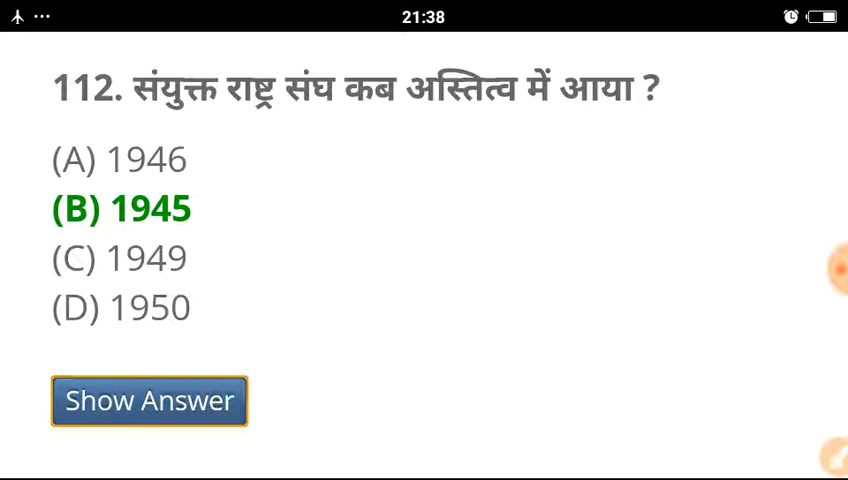 21:38
112. संयुक्त राष्ट्र संघ कब अस्तित्व में आया ?
(A) 1946
(B) 1945
(C) 1949
(D) 1950
Show Answer